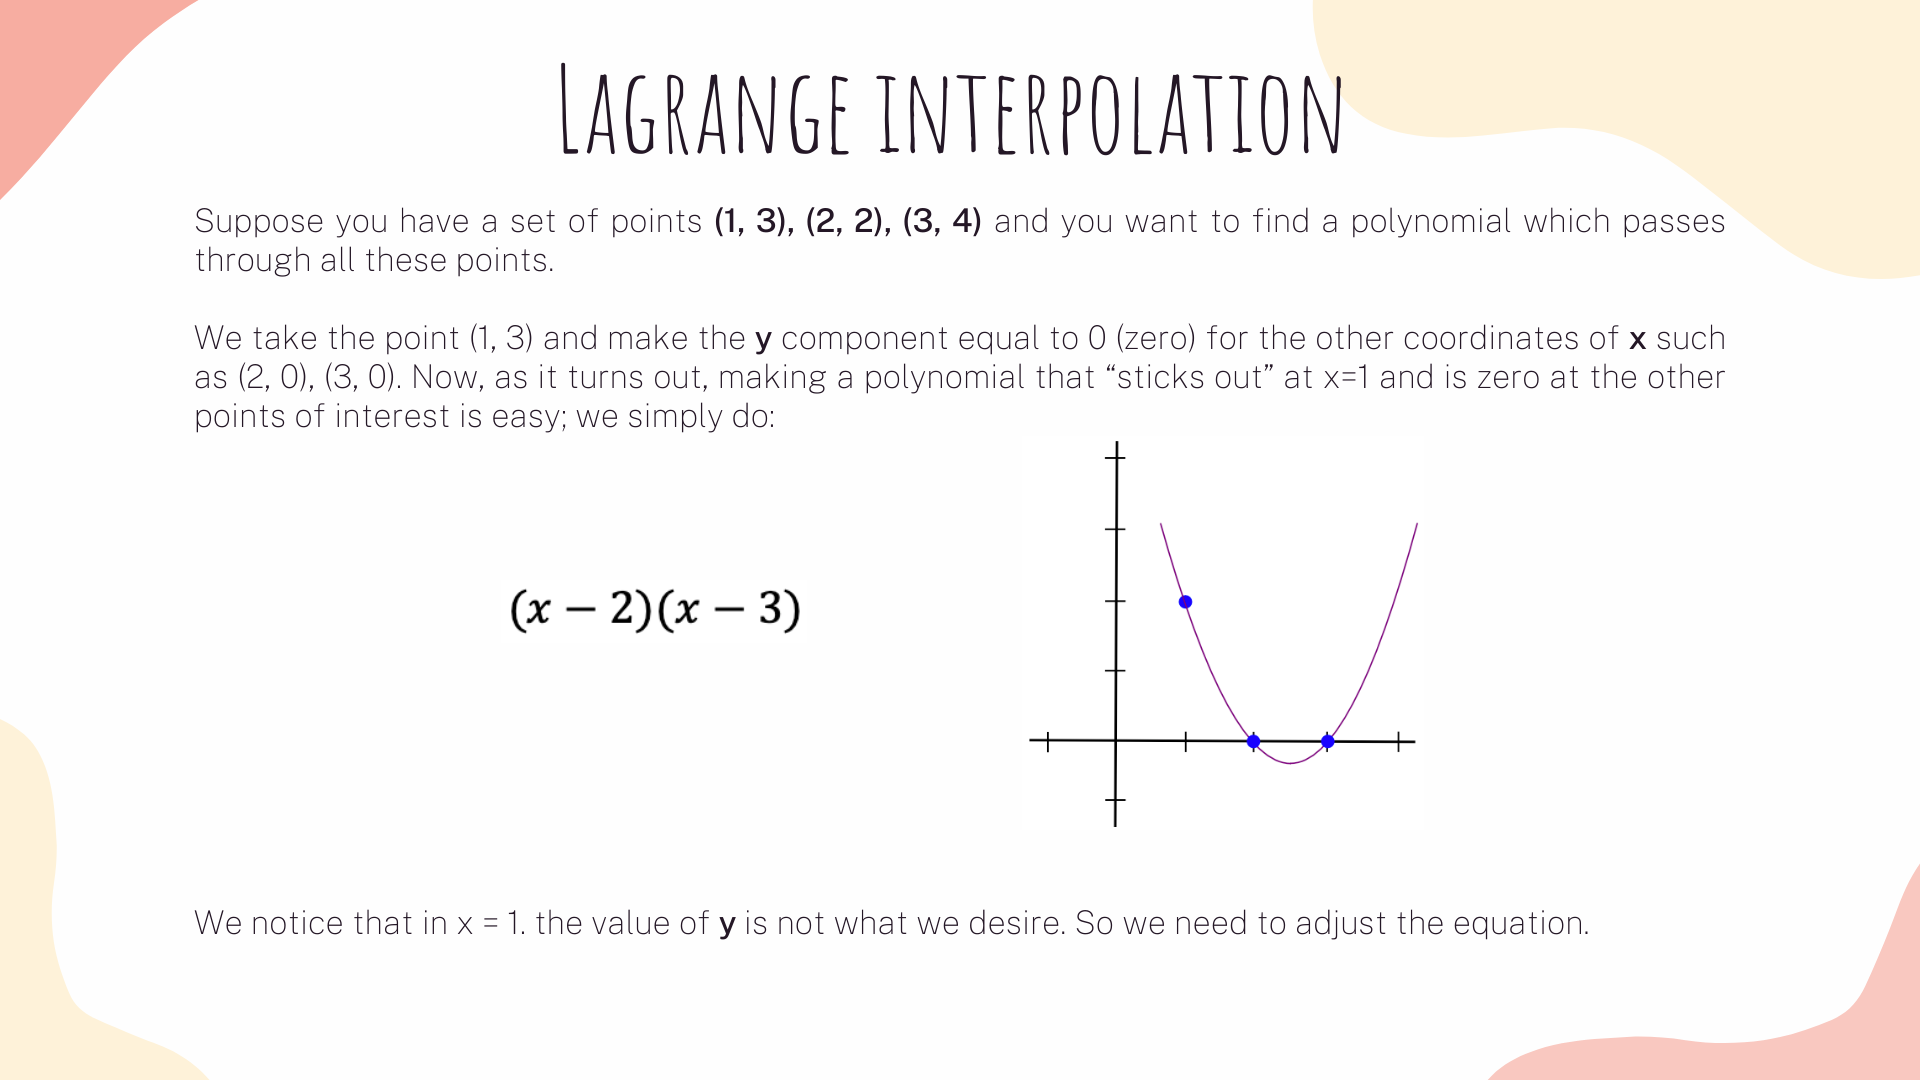 LAGRANGE INTERPOLATION
Suppose you have a set of points (1, 3), (2, 2), (3, 4) and you want to find a polynomial which passes
through all these points.
We take the point (1, 3) and make the y component equal to 0 (zero) for the other coordinates of x such
as (2, 0), (3, 0). Now, as it turns out, making a polynomial that “sticks out” at x=1 and is zero at the other
points of interest is easy; we simply do:
(x − 2)(x − 3)
We notice that in x = 1. the value of y is not what we desire. So we need to adjust the equation.